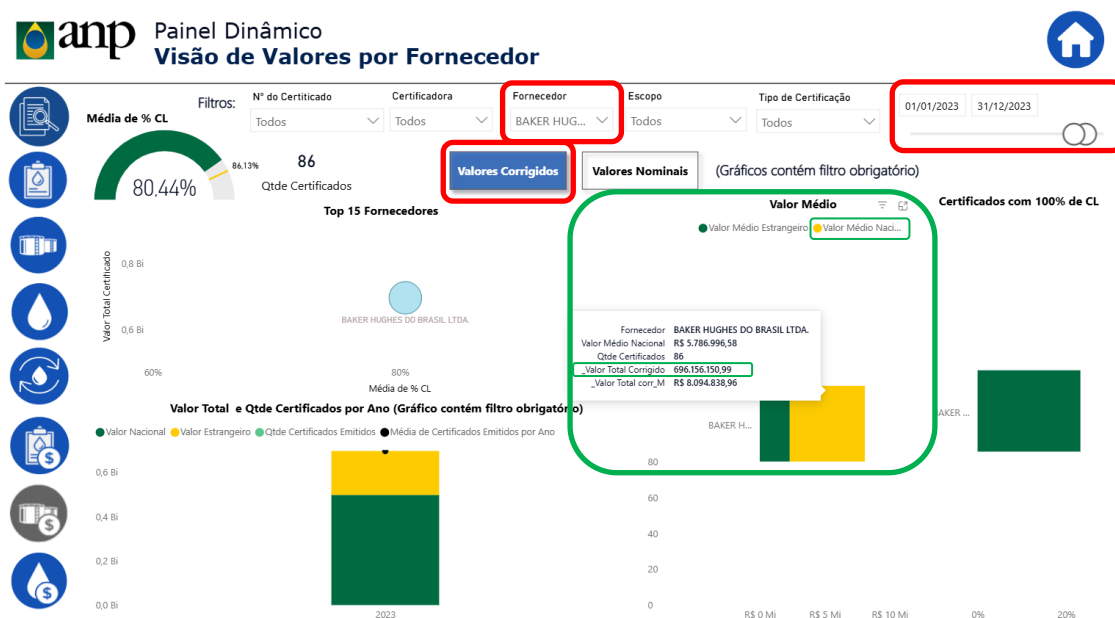 anp
Painel Dinâmico
Visão de Valores por Fornecedor
Filtros:
N° do Certiticado
Todos
Certificadora
Todos
Fornecedor
BAKER HUG...
Escopo
Todos
Tipo de Certificação
Todos
01/01/2023 31/12/2023
Média de % CL
80,44%
86,13%
86
Qtde Certificados
Valores Corrigidos
Valores Nominais
(Gráficos contém filtro obrigatório)
Top 15 Fornecedores
Valor Total Certificado
0,8 Bi
0,6 Bi
BAKER HUGHES DO BRASIL LTDA.
60% 80%
Média de % CL
Valor Médio
Valor Médio Estrangeiro Valor Médio Naci...
Fornecedor BAKER HUGHES DO BRASIL LTDA.
Valor Médio Nacional R$ 5.786.996,58
Qtde Certificados 86
_Valor Total Corrigido 696.156.150,99
_Valor Total corr_M R$ 8.094.838,96
BAKER H...
80
60
40
20
0
R$ 0 Mi R$ 5 Mi R$ 10 Mi
Certificados com 100% de CL
AKER ...
0% 20%
Valor Total e Qtde Certificados por Ano (Gráfico contém filtro obrigatório)
Valor Nacional Valor Estrangeiro Qtde Certificados Emitidos Média de Certificados Emitidos por Ano
0,6 Bi
0,4 Bi
0,2 Bi
0,0 Bi
2023